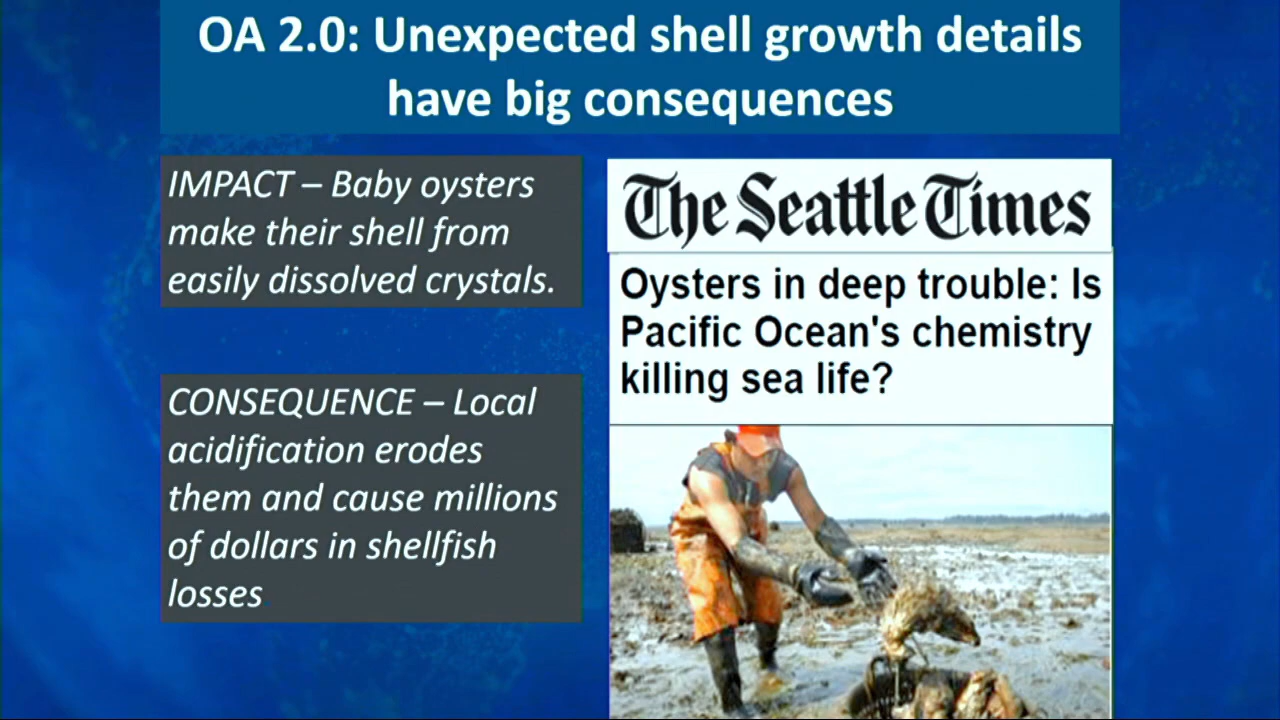 OA 2.0: Unexpected shell growth details
have big consequences
IMPACT – Baby oysters
make their shell from
easily dissolved crystals.
CONSEQUENCE – Local
acidification erodes
them and cause millions
of dollars in shellfish
losses
The Seattle Times
Oysters in deep trouble: Is
Pacific Ocean's chemistry
killing sea life?